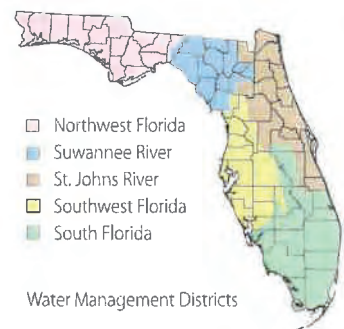 Northwest Florida
Suwannee River
St. Johns River
Southwest Florida
South Florida
Water Management Districts